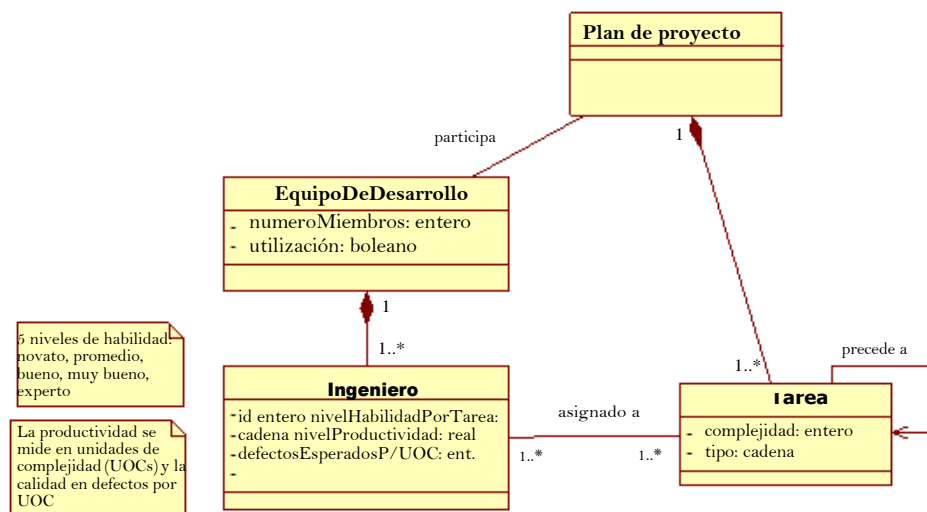 Plan de proyecto
participa
1
EquipoDeDesarrollo
- numeroMiembros: entero
- utilización: boleano
1
1..*
5 niveles de habilidad:
novato, promedio,
bueno, muy bueno,
experto
La productividad se
mide en unidades de
complejidad (UOCs) y la
calidad en defectos por
UOC
Ingeniero
-id entero nivelHabilidadPorTarea:
-cadena nivelProductividad: real
-defectosEsperadosP/UOC: ent.
-
asignado a
1..*
1..*
1..*
precede a
Tarea
- complejidad: entero
- tipo: cadena